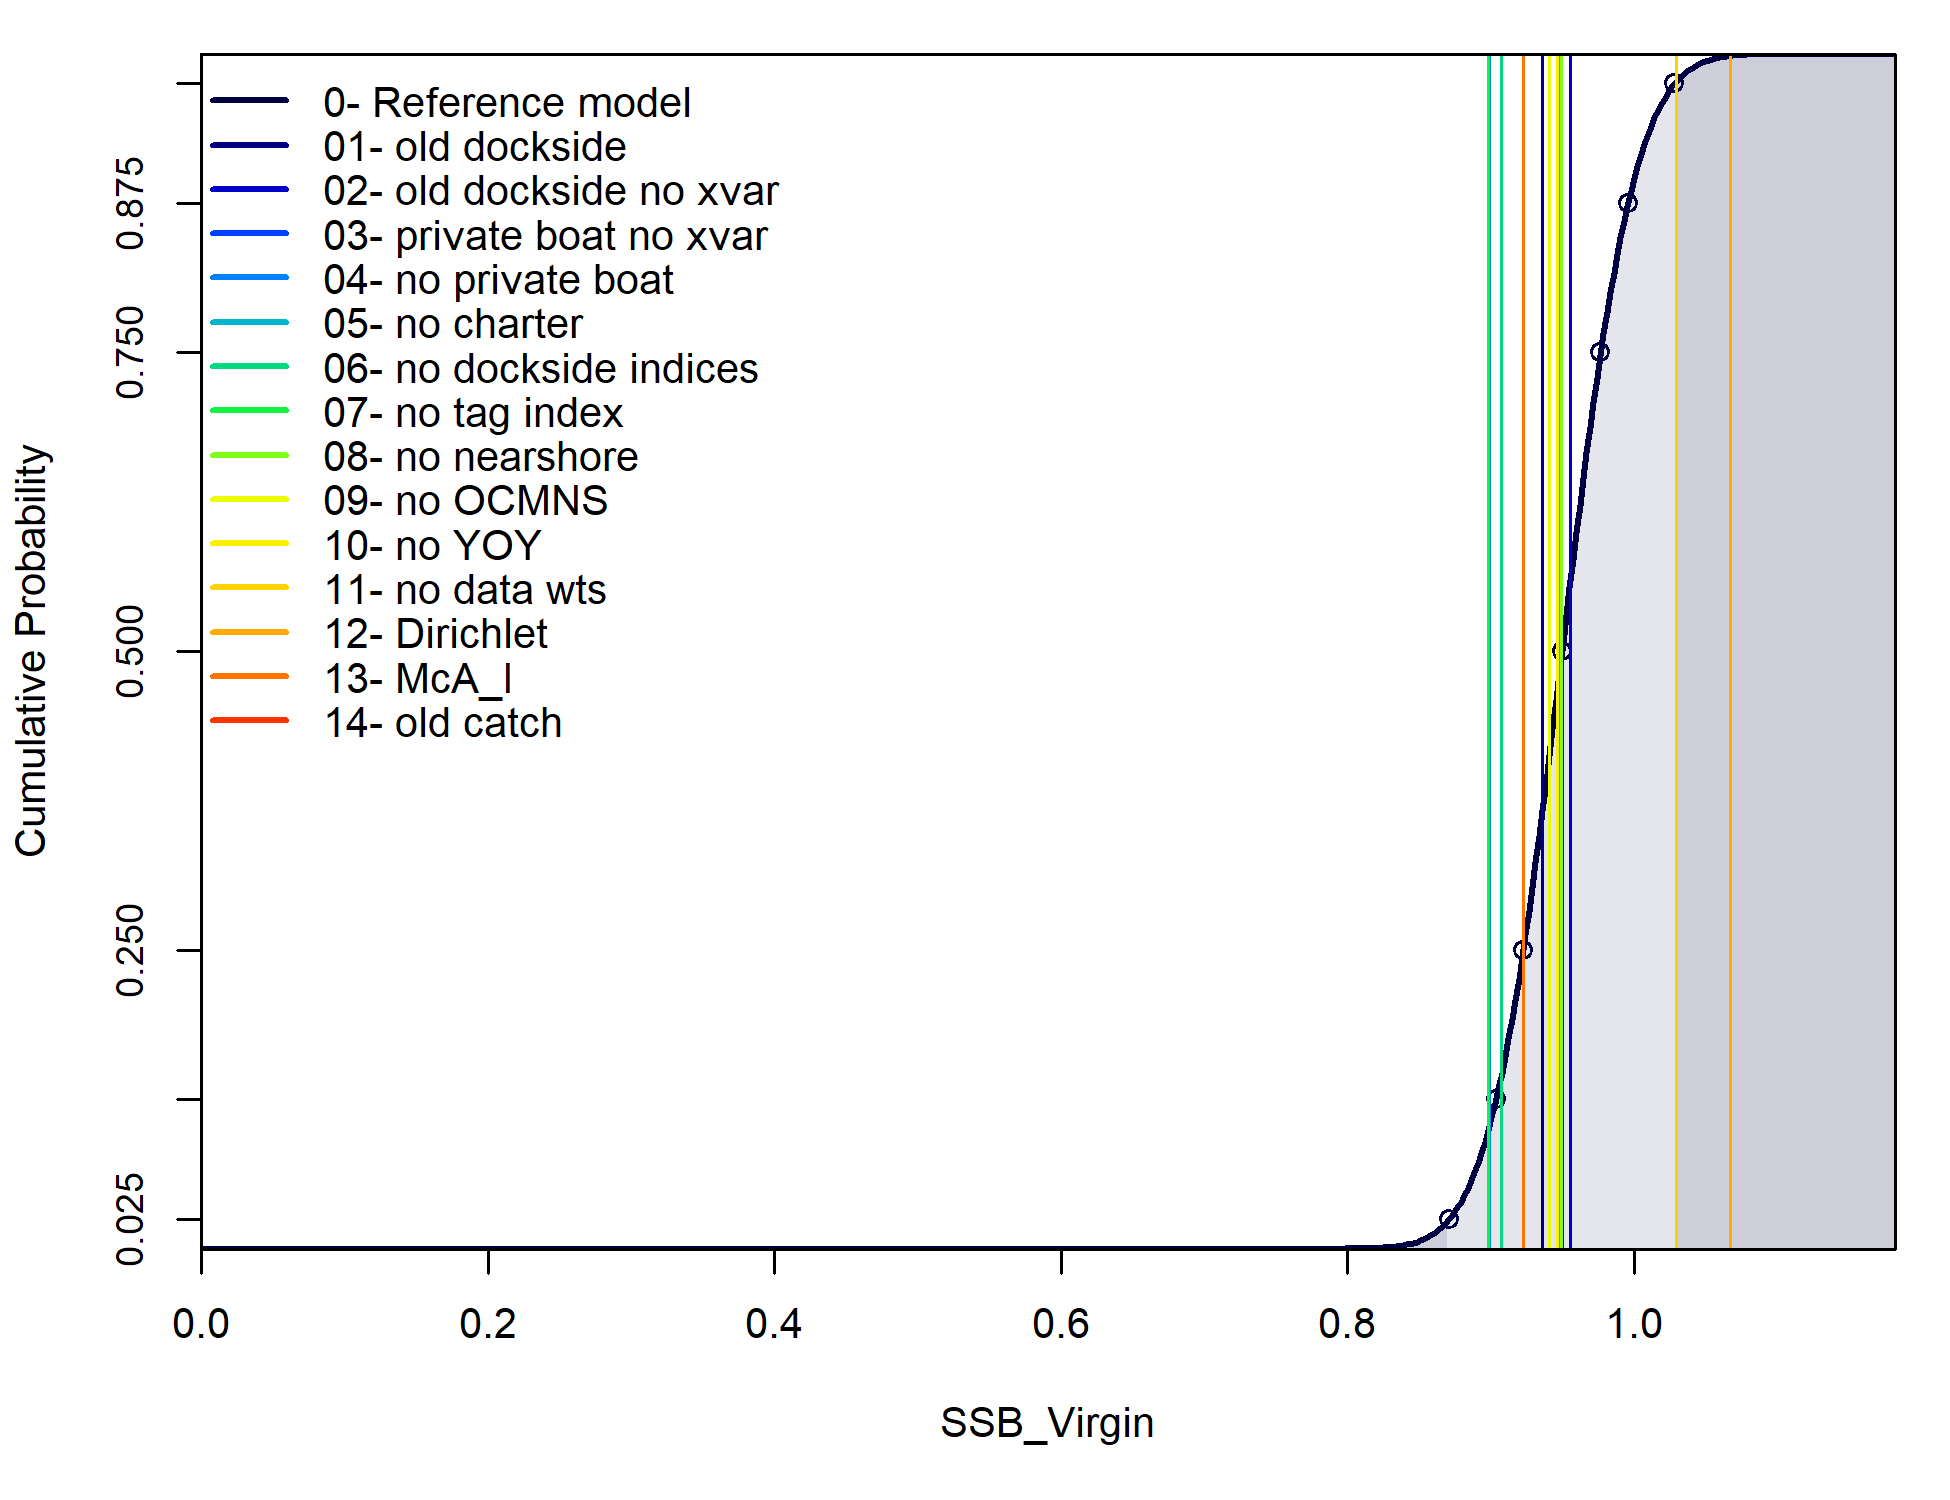 0- Reference model
01- old dockside
02- old dockside no xvar
03- private boat no xvar
04- no private boat
05- no charter
06- no dockside indices
07- no tag index
08- no nearshore
09- no OCMNS
10- no YOY
11- no data wts
12- Dirichlet
13- McA_I
14- old catch
Cumulative Probability
0.875
0.750
0.500
0.250
0.025
0.0 0.2 0.4 0.6 0.8 1.0
SSB_Virgin